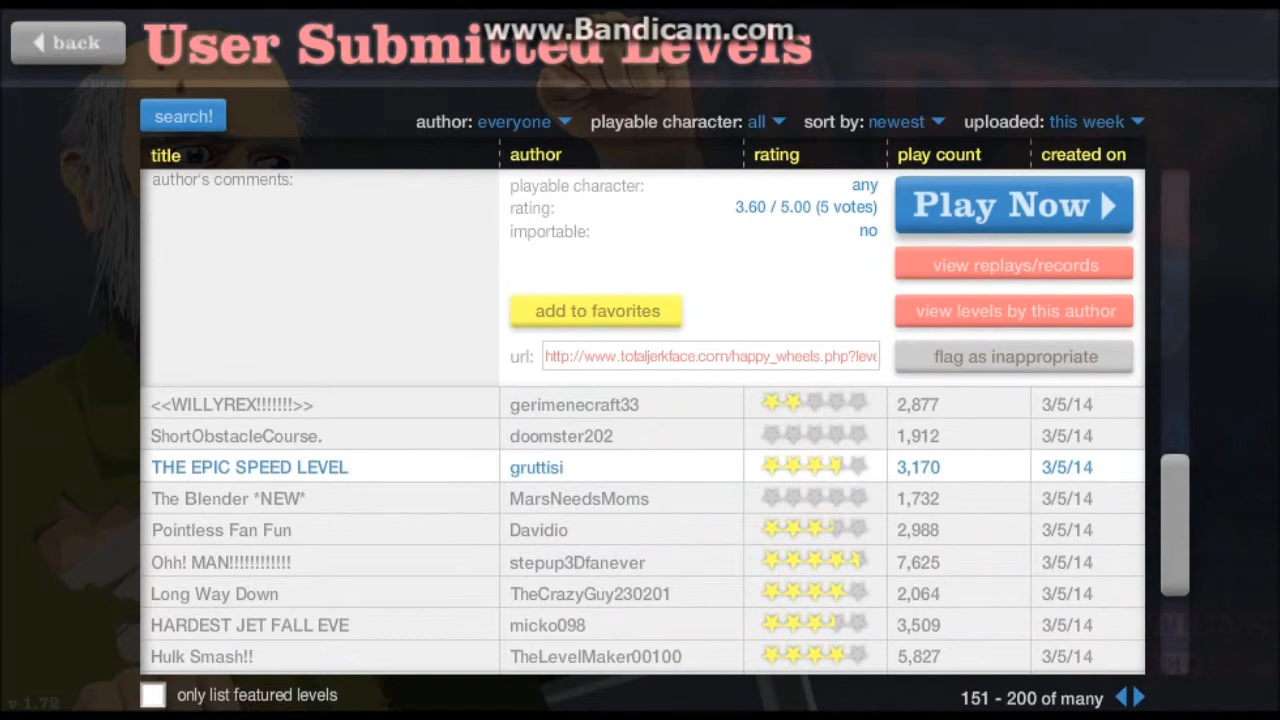 www.Bandicam.com
back
User Submitted Levels
search!
author: everyone playable character: all sort by: newest uploaded: this week
title author rating play count created on
author's comments:
playable character: any
rating: 3.60 / 5.00 (5 votes)
importable: no
Play Now
view replays/records
add to favorites
view levels by this author
url: http://www.totaljerkface.com/happy_wheels.php?leve
flag as inappropriate
<<WILLYREX!!!!!!!>> gerimenecraft33 2,877 3/5/14
ShortObstacleCourse. doomster202 1,912 3/5/14
THE EPIC SPEED LEVEL gruttisi 3,170 3/5/14
The Blender *NEW* MarsNeedsMoms 1,732 3/5/14
Pointless Fan Fun Davidio 2,988 3/5/14
Ohh! MAN!!!!!!!!!!!! stepup3Dfanever 7,625 3/5/14
Long Way Down TheCrazyGuy230201 2,064 3/5/14
HARDEST JET FALL EVE micko098 3,509 3/5/14
Hulk Smash!! TheLevelMaker00100 5,827 3/5/14
only list featured levels
151 - 200 of many
v 1.72